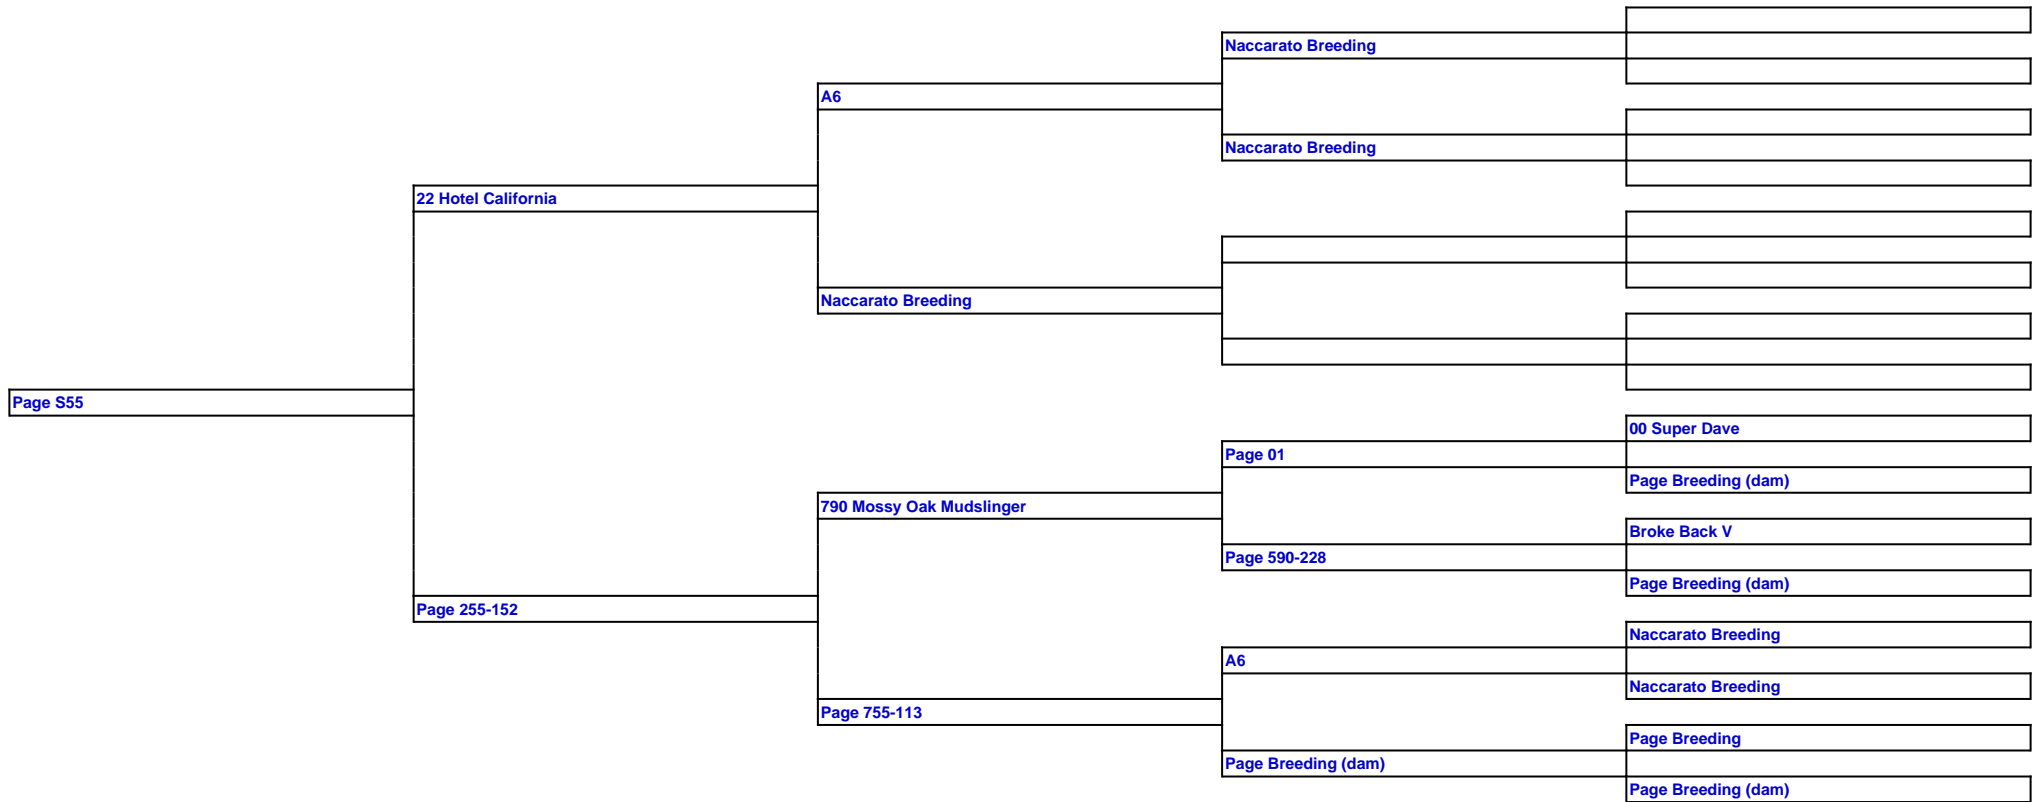 Naccarato Breeding
A6
Naccarato Breeding
22 Hotel California
Naccarato Breeding
Page S55
00 Super Dave
Page 01
Page Breeding (dam)
790 Mossy Oak Mudslinger
Broke Back V
Page 590-228
Page Breeding (dam)
Page 255-152
Naccarato Breeding
A6
Naccarato Breeding
Page 755-113
Page Breeding
Page Breeding (dam)
Page Breeding (dam)